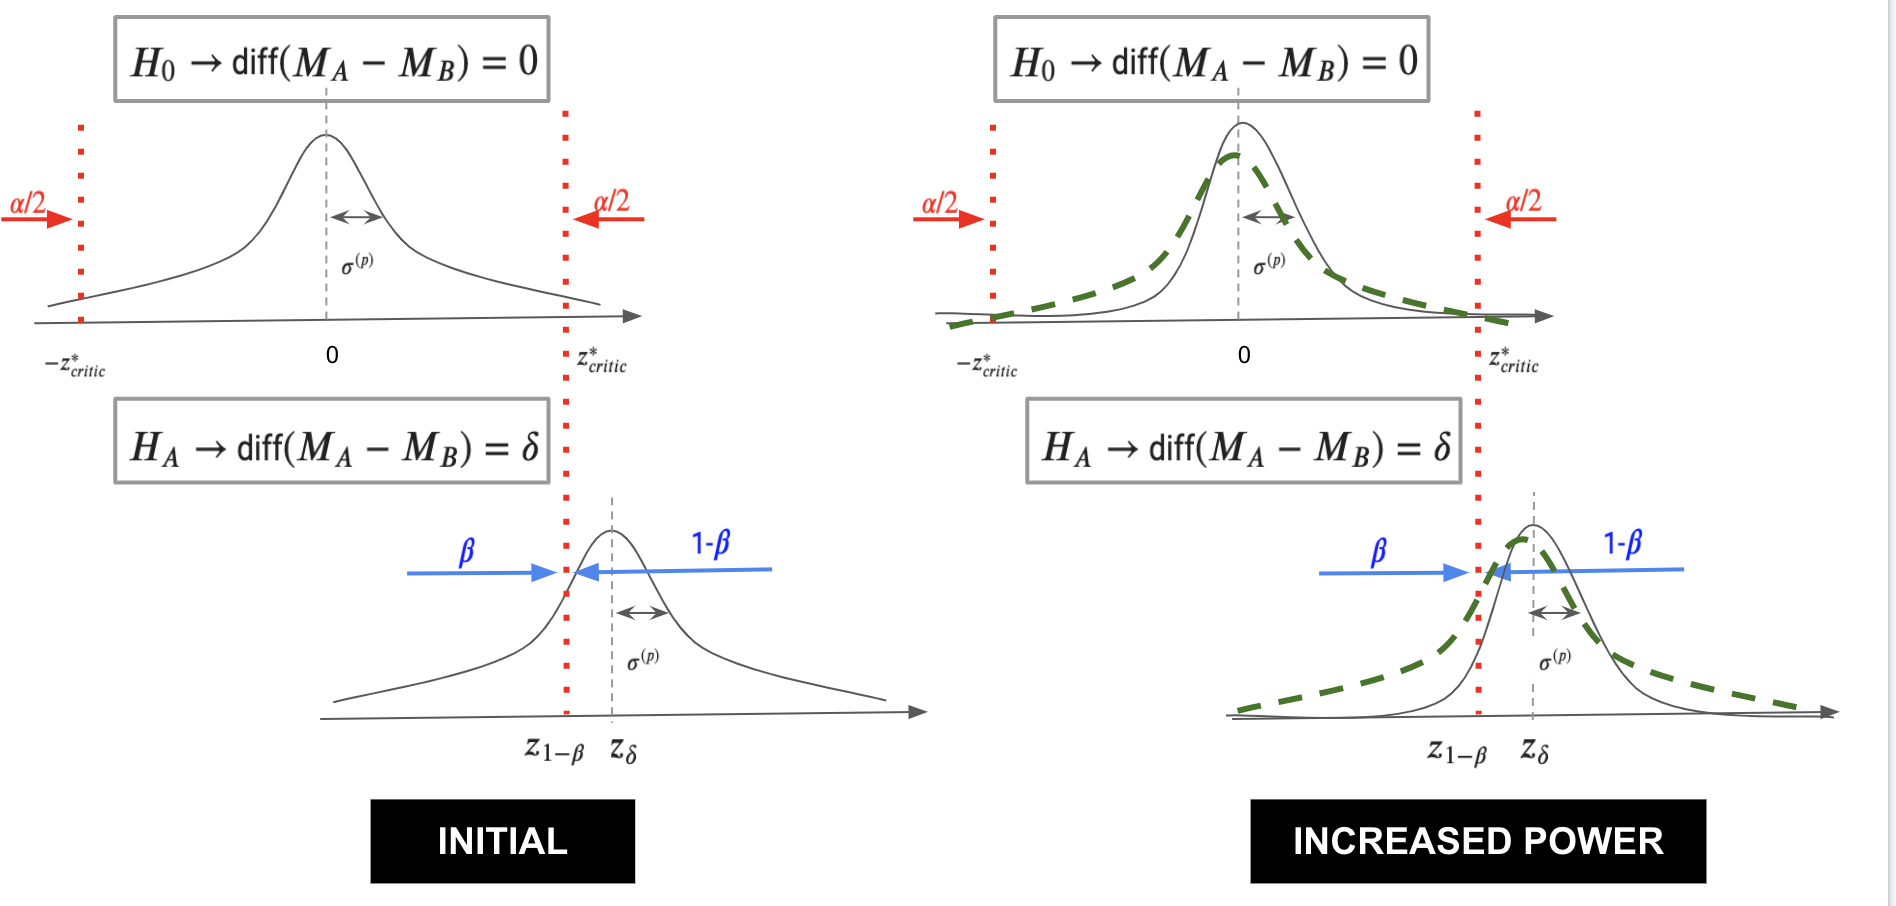 H₀ → diff(M_A − M_B) = 0
α/2
α/2
σ^(p)
−z*_critic
0
z*_critic
H_A → diff(M_A − M_B) = δ
β
1-β
σ^(p)
z_{1−β}
z_δ
INITIAL
H₀ → diff(M_A − M_B) = 0
α/2
α/2
σ^(p)
−z*_critic
0
z*_critic
H_A → diff(M_A − M_B) = δ
β
1-β
σ^(p)
z_{1−β}
z_δ
INCREASED POWER